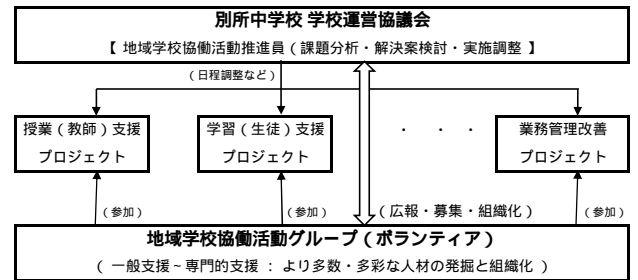 別所中学校 学校運営協議会
【 地域学校協働活動推進員(課題分析・解決案検討・実施調整 】
(日程調整など)
授業(教師)支援
プロジェクト
学習(生徒)支援
プロジェクト
・ ・ ・
業務管理改善
プロジェクト
(参加)
(参加)
(広報・募集・組織化)
(参加)
地域学校協働活動グループ(ボランティア)
( 一般支援~専門的支援 : より多数・多彩な人材の発掘と組織化 )